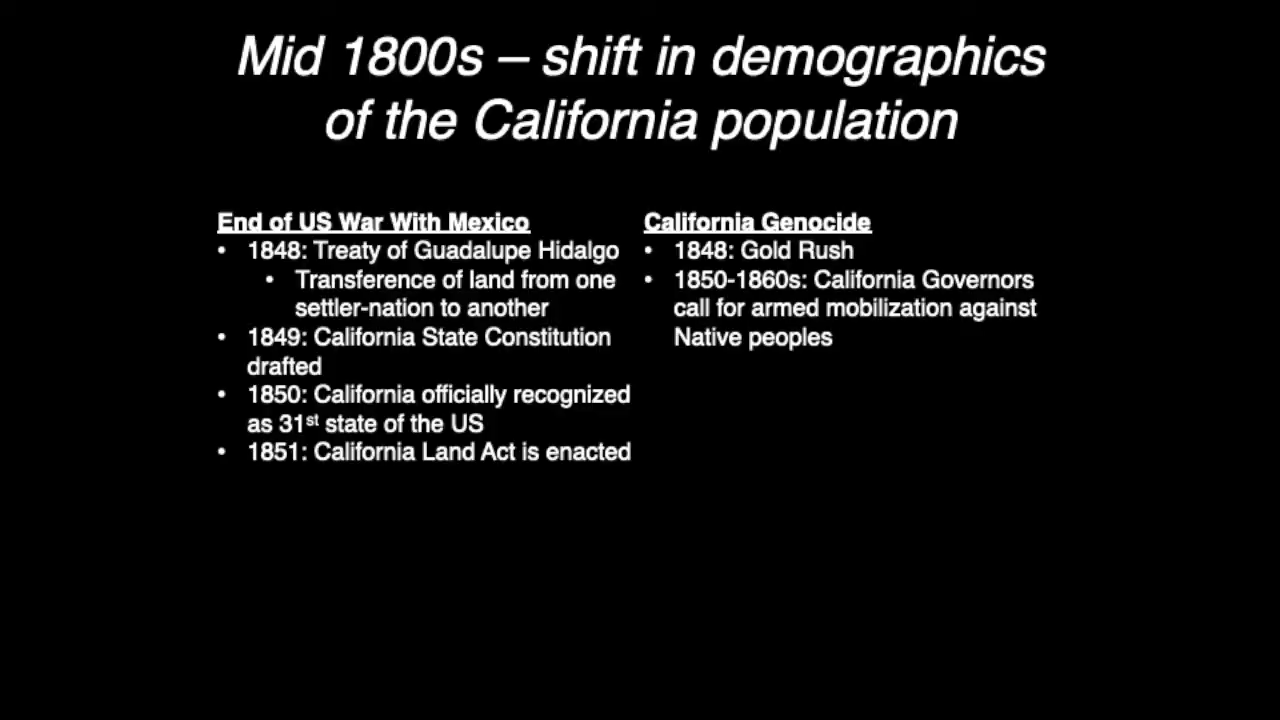 Mid 1800s – shift in demographics
of the California population
End of US War With Mexico
• 1848: Treaty of Guadalupe Hidalgo
• Transference of land from one
settler-nation to another
• 1849: California State Constitution
drafted
• 1850: California officially recognized
as 31st state of the US
• 1851: California Land Act is enacted
California Genocide
• 1848: Gold Rush
• 1850-1860s: California Governors
call for armed mobilization against
Native peoples